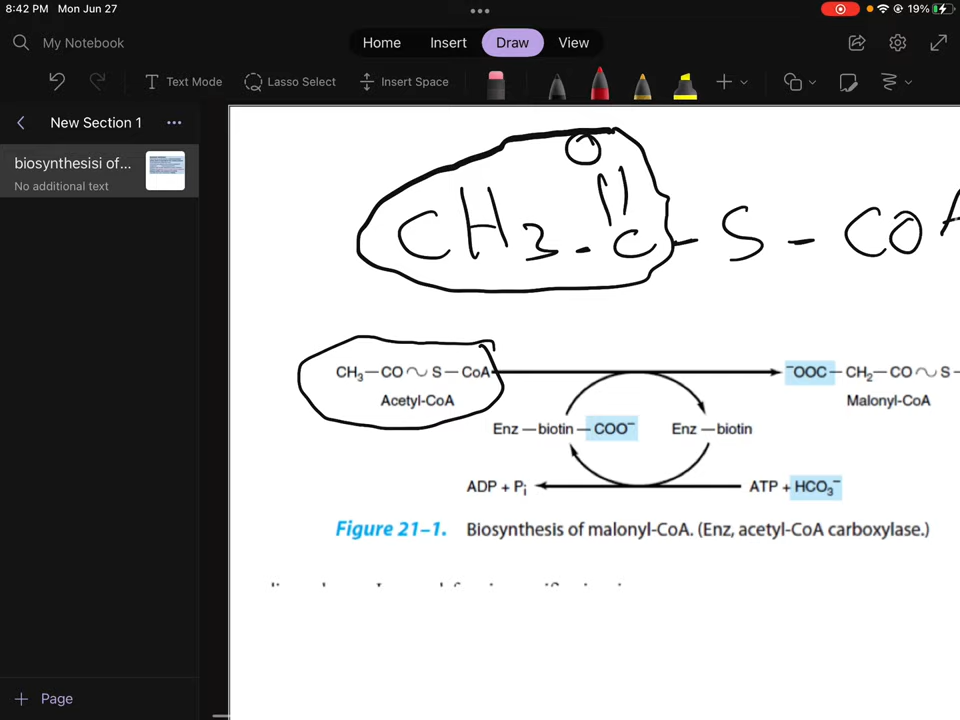 8:42 PM Mon Jun 27
19%
My Notebook
Home Insert Draw View
Text Mode Lasso Select Insert Space
New Section 1
biosynthesisi of...
No additional text
O
CH3-C-S-COA
CH₃—CO~S—CoA
⁻OOC—CH₂—CO~S—
Acetyl-CoA
Malonyl-CoA
Enz—biotin—COO⁻
Enz—biotin
ADP + Pᵢ
ATP + HCO₃⁻
Figure 21–1. Biosynthesis of malonyl-CoA. (Enz, acetyl-CoA carboxylase.)
+ Page